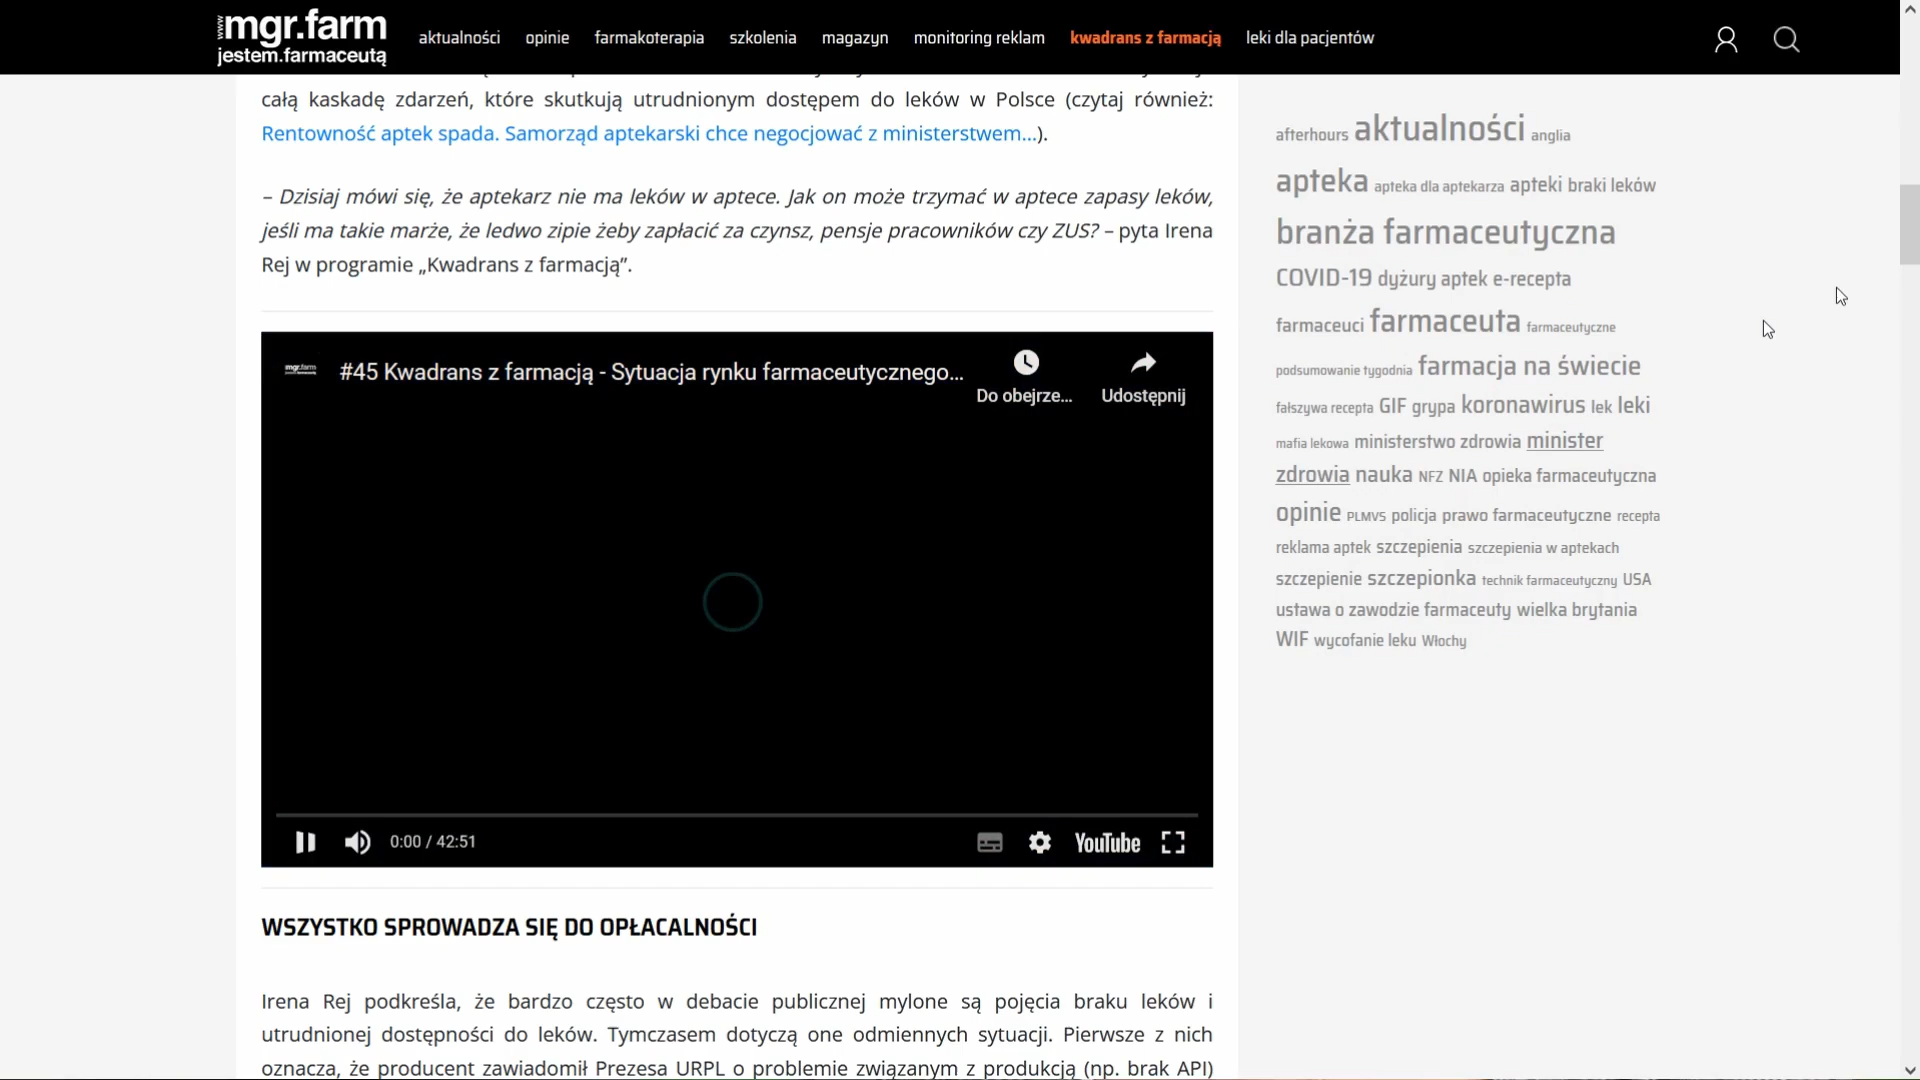 www.mgr.farm
jestem.farmaceutą
aktualności opinie farmakoterapia szkolenia magazyn monitoring reklam kwadrans z farmacją leki dla pacjentów
całą kaskadę zdarzeń, które skutkują utrudnionym dostępem do leków w Polsce (czytaj również:
Rentowność aptek spada. Samorząd aptekarski chce negocjować z ministerstwem...).
– Dzisiaj mówi się, że aptekarz nie ma leków w aptece. Jak on może trzymać w aptece zapasy leków,
jeśli ma takie marże, że ledwo zipie żeby zapłacić za czynsz, pensje pracowników czy ZUS? – pyta Irena
Rej w programie „Kwadrans z farmacją”.
mgr.farm
#45 Kwadrans z farmacją - Sytuacja rynku farmaceutycznego...
Do obejrze...
Udostępnij
0:00 / 42:51
YouTube
WSZYSTKO SPROWADZA SIĘ DO OPŁACALNOŚCI
Irena Rej podkreśla, że bardzo często w debacie publicznej mylone są pojęcia braku leków i
utrudnionej dostępności do leków. Tymczasem dotyczą one odmiennych sytuacji. Pierwsze z nich
oznacza, że producent zawiadomił Prezesa URPL o problemie związanym z produkcją (np. brak API)
afterhours aktualności anglia
apteka apteka dla aptekarza apteki braki leków
branża farmaceutyczna
COVID-19 dyżury aptek e-recepta
farmaceuci farmaceuta farmaceutyczne
podsumowanie tygodnia farmacja na świecie
fałszywa recepta GIF grypa koronawirus lek leki
mafia lekowa ministerstwo zdrowia minister
zdrowia nauka NFZ NIA opieka farmaceutyczna
opinie PLMVS policja prawo farmaceutyczne recepta
reklama aptek szczepienia szczepienia w aptekach
szczepienie szczepionka technik farmaceutyczny USA
ustawa o zawodzie farmaceuty wielka brytania
WIF wycofanie leku Włochy